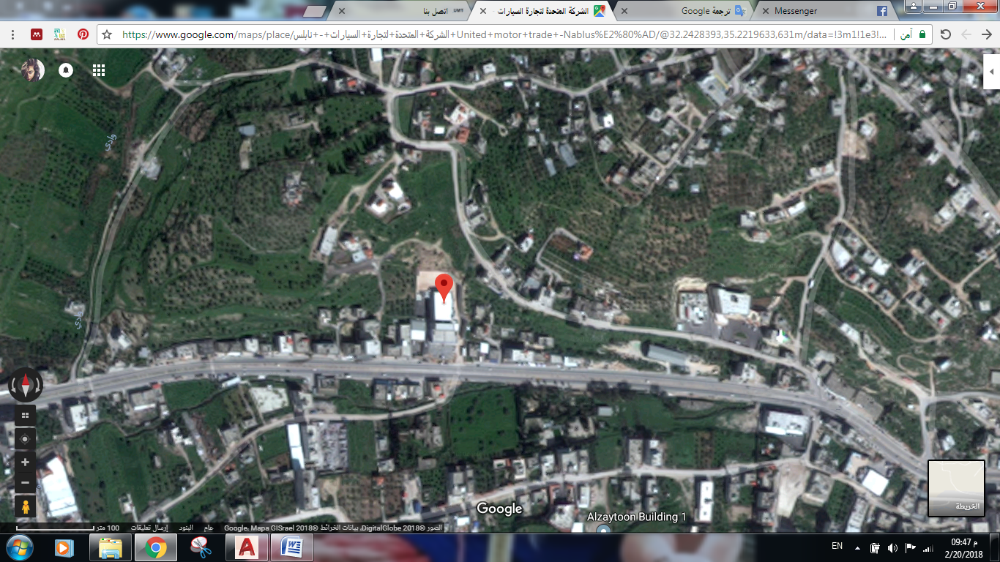 اتصل بنا UMT
الشركة المتحدة لتجارة السيارات -
ترجمة Google
Messenger
https://www.google.com/maps/place/الشركة+المتحدة+لتجارة+السيارات+-+نابلس+United+motor+trade+-Nablus%E2%80%AD/@32.2428393,35.2219633,631m/data=!3m1!1e3!...
آمن
وادي
وادي
Google
Alzaytoon Building 1
الخريطة
100 متر
إرسال تعليقات
البنود
عام
الصور ©2018 DigitalGlobe، بيانات الخرائط ©2018 Google، Mapa GISrael
EN
09:47 م
2/20/2018